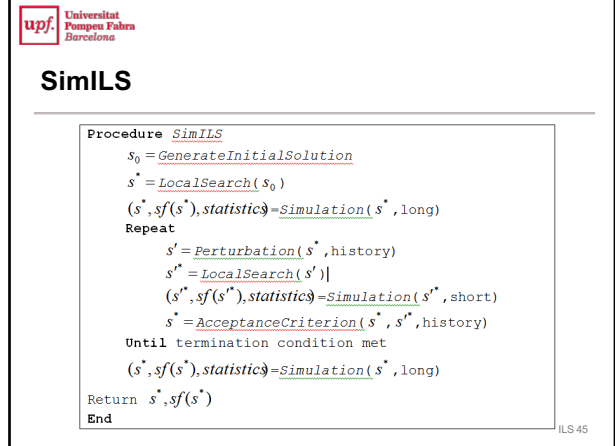 upf.
Universitat
Pompeu Fabra
Barcelona
SimILS
Procedure SimILS
s₀ = GenerateInitialSolution
s* = LocalSearch(s₀)
(s*, sf(s*), statistics)=Simulation(s*, long)
Repeat
s′ = Perturbation(s*, history)
s′* = LocalSearch(s′)
(s′*, sf(s′*), statistics)=Simulation(s′*, short)
s* = AcceptanceCriterion(s*, s′*, history)
Until termination condition met
(s*, sf(s*), statistics)=Simulation(s*, long)
Return s*, sf(s*)
End
ILS 45